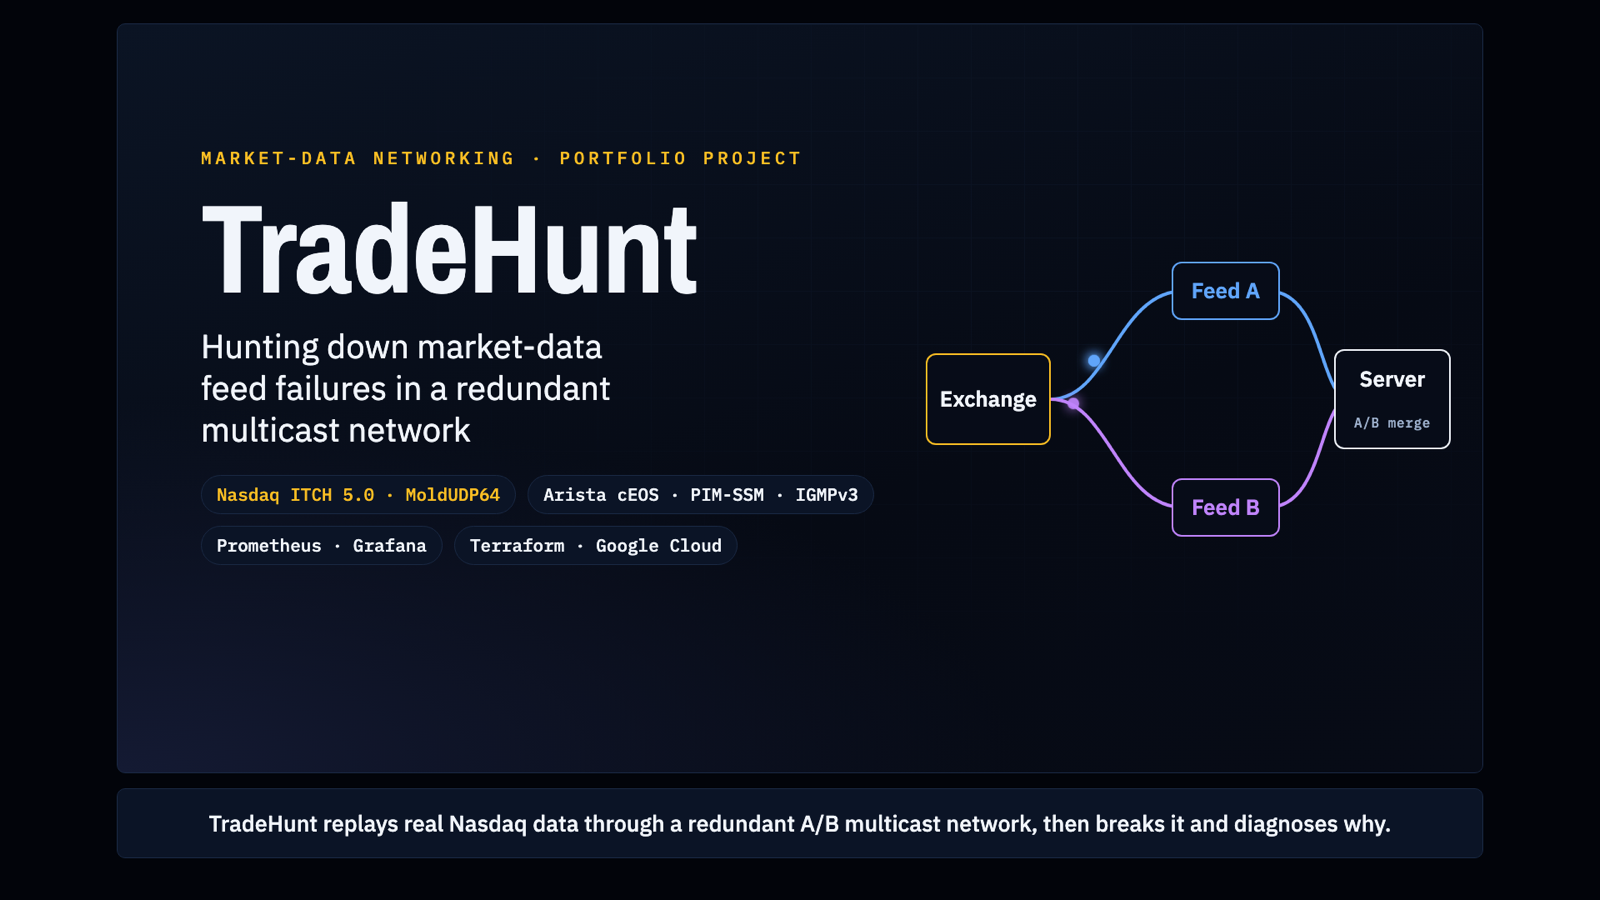 MARKET-DATA NETWORKING · PORTFOLIO PROJECT
TradeHunt
Hunting down market-data
feed failures in a redundant
multicast network
Nasdaq ITCH 5.0 · MoldUDP64
Arista cEOS · PIM-SSM · IGMPv3
Prometheus · Grafana
Terraform · Google Cloud
Exchange
Feed A
Feed B
Server
A/B merge
TradeHunt replays real Nasdaq data through a redundant A/B multicast network, then breaks it and diagnoses why.